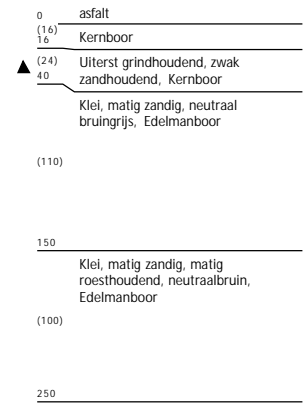 0 asfalt
(16)
16 Kernboor
(24) Uiterst grindhoudend, zwak
40 zandhoudend, Kernboor
Klei, matig zandig, neutraal
bruingrijs, Edelmanboor
(110)
150
Klei, matig zandig, matig
roesthoudend, neutraalbruin,
Edelmanboor
(100)
250